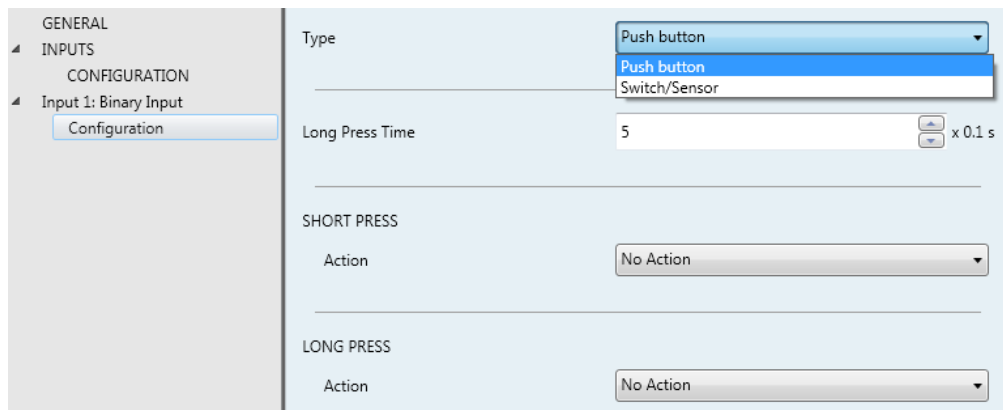 GENERAL
INPUTS
CONFIGURATION
Input 1: Binary Input
Configuration
Type
Push button
Push button
Switch/Sensor
Long Press Time
5
x 0.1 s
SHORT PRESS
Action
No Action
LONG PRESS
Action
No Action